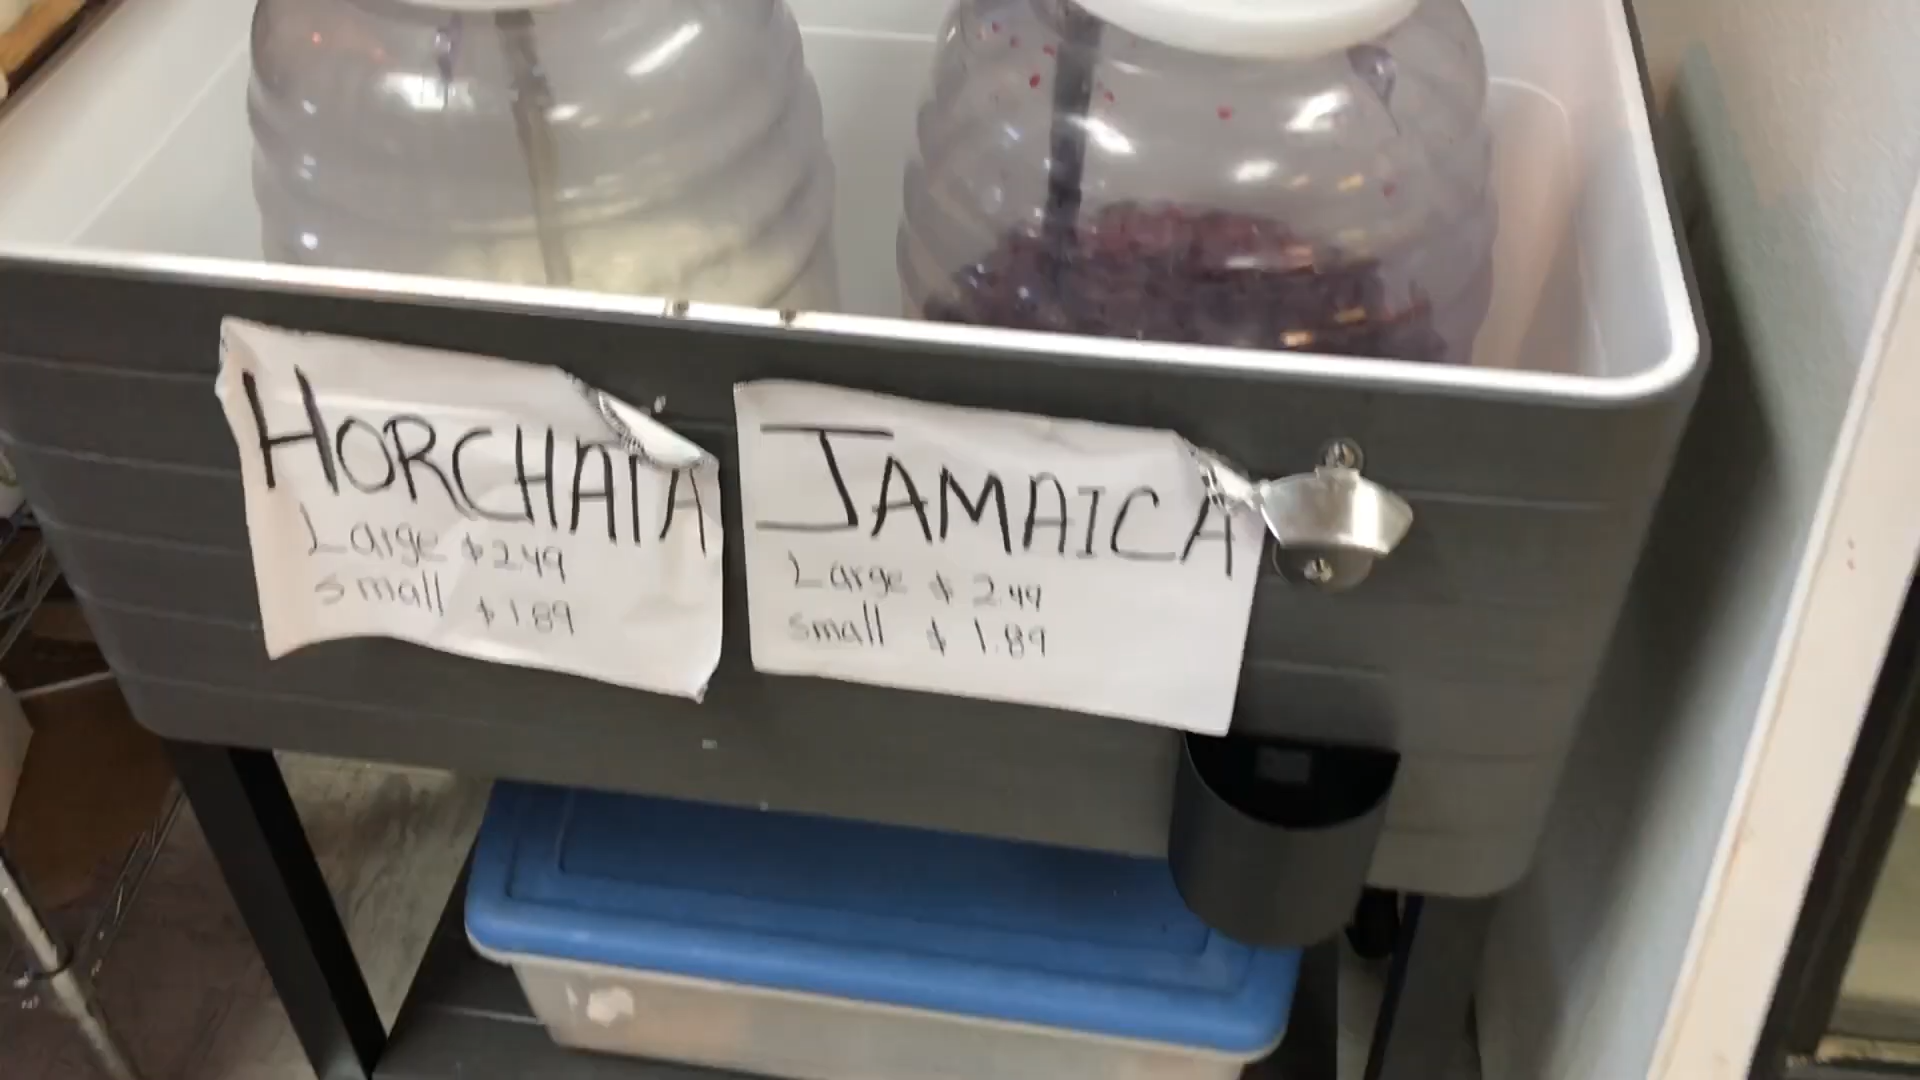 HORCHATA
Large $2.49
small $1.89
JAMAICA
Large $2.49
small $1.89